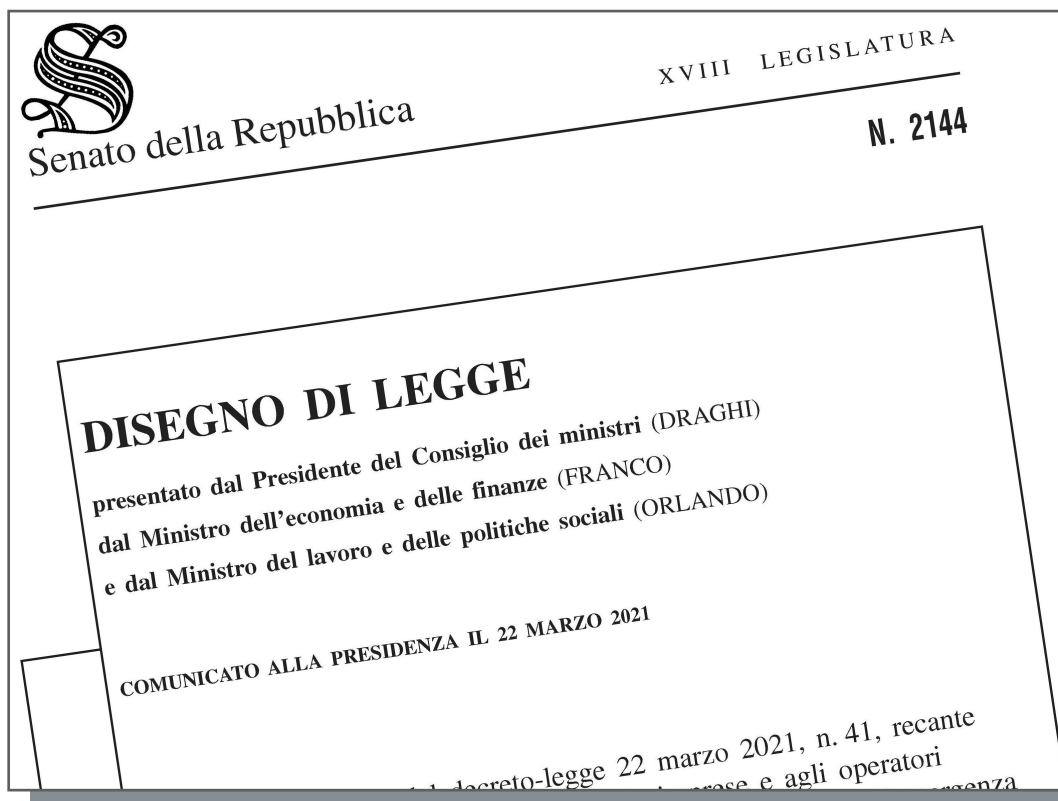 Senato della Repubblica
XVIII LEGISLATURA
N. 2144
DISEGNO DI LEGGE
presentato dal Presidente del Consiglio dei ministri (DRAGHI)
dal Ministro dell'economia e delle finanze (FRANCO)
e dal Ministro del lavoro e delle politiche sociali (ORLANDO)
COMUNICATO ALLA PRESIDENZA IL 22 MARZO 2021
decreto-legge 22 marzo 2021, n. 41, recante
e agli operatori